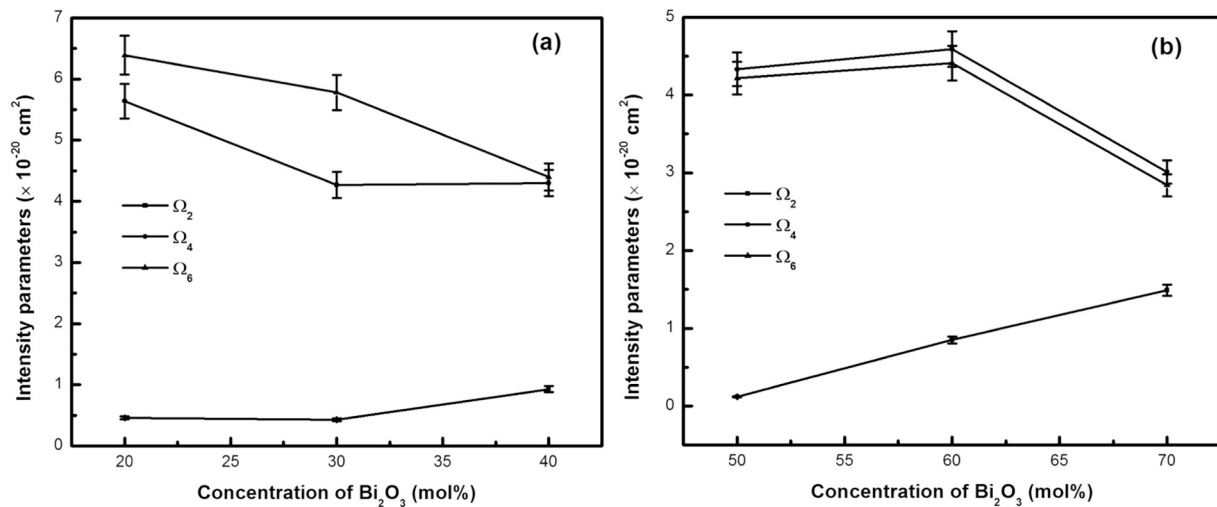 (a)
Intensity parameters (× 10⁻²⁰ cm²)
7
6
5
4
3
2
1
0
Ω₂
Ω₄
Ω₆
20 25 30 35 40
Concentration of Bi₂O₃ (mol%)
(b)
Intensity parameters (× 10⁻²⁰ cm²)
5
4
3
2
1
0
Ω₂
Ω₄
Ω₆
50 55 60 65 70
Concentration of Bi₂O₃ (mol%)